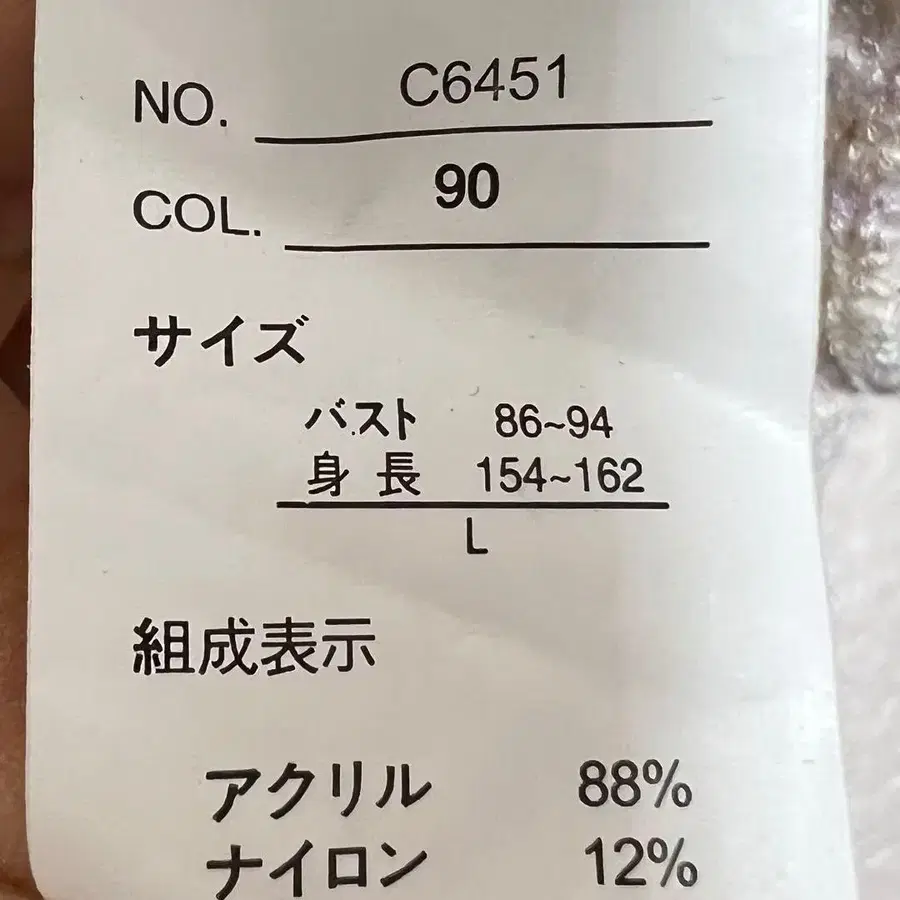 NO. C6451
COL. 90
サイズ
バスト 86~94
身長 154~162
L
組成表示
アクリル 88%
ナイロン 12%